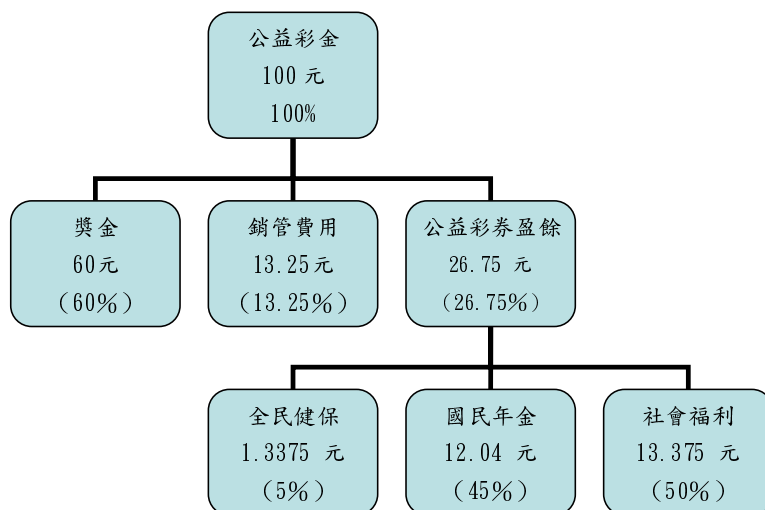 公益彩金
100 元
100%
獎金
60元
(60%)
銷管費用
13.25元
(13.25%)
公益彩券盈餘
26.75 元
(26.75%)
全民健保
1.3375 元
(5%)
國民年金
12.04 元
(45%)
社會福利
13.375 元
(50%)